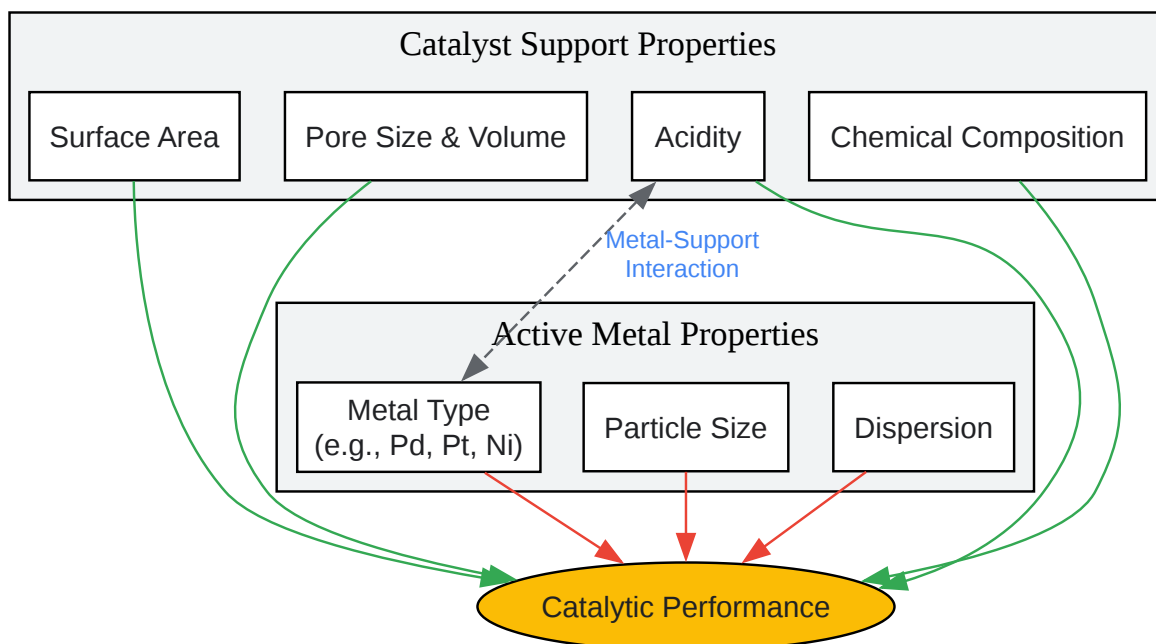 Catalyst Support Properties
Surface Area
Pore Size & Volume
Acidity
Chemical Composition
Metal-Support
Interaction
Active Metal Properties
Metal Type
(e.g., Pd, Pt, Ni)
Particle Size
Dispersion
Catalytic Performance